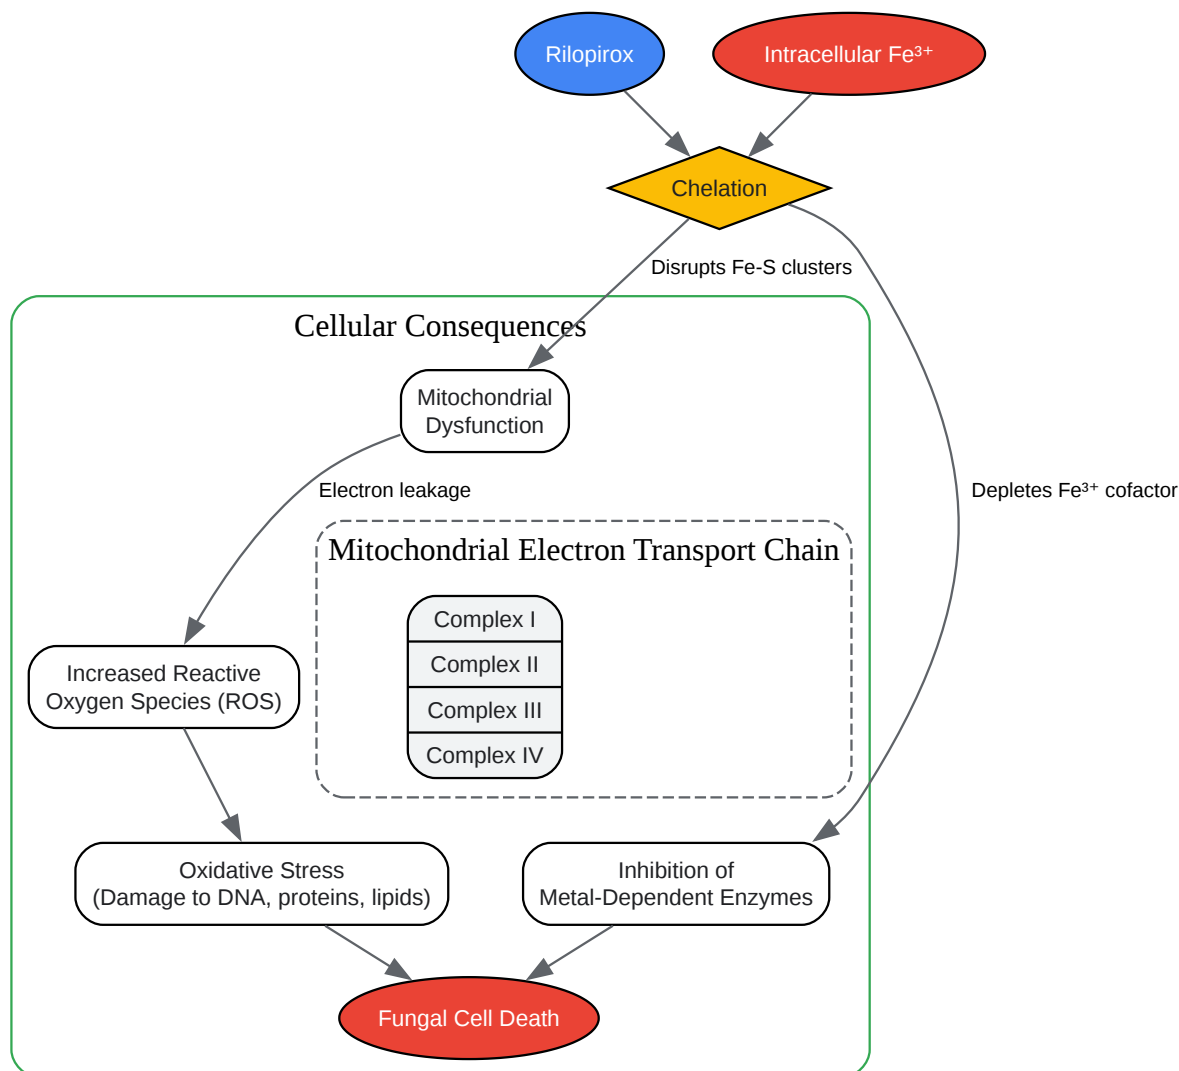 Rilopirox
Intracellular Fe³⁺
Chelation
Disrupts Fe-S clusters
Cellular Consequences
Mitochondrial
Dysfunction
Electron leakage
Depletes Fe³⁺ cofactor
Mitochondrial Electron Transport Chain
Complex I
Complex II
Complex III
Complex IV
Increased Reactive
Oxygen Species (ROS)
Oxidative Stress
(Damage to DNA, proteins, lipids)
Inhibition of
Metal-Dependent Enzymes
Fungal Cell Death